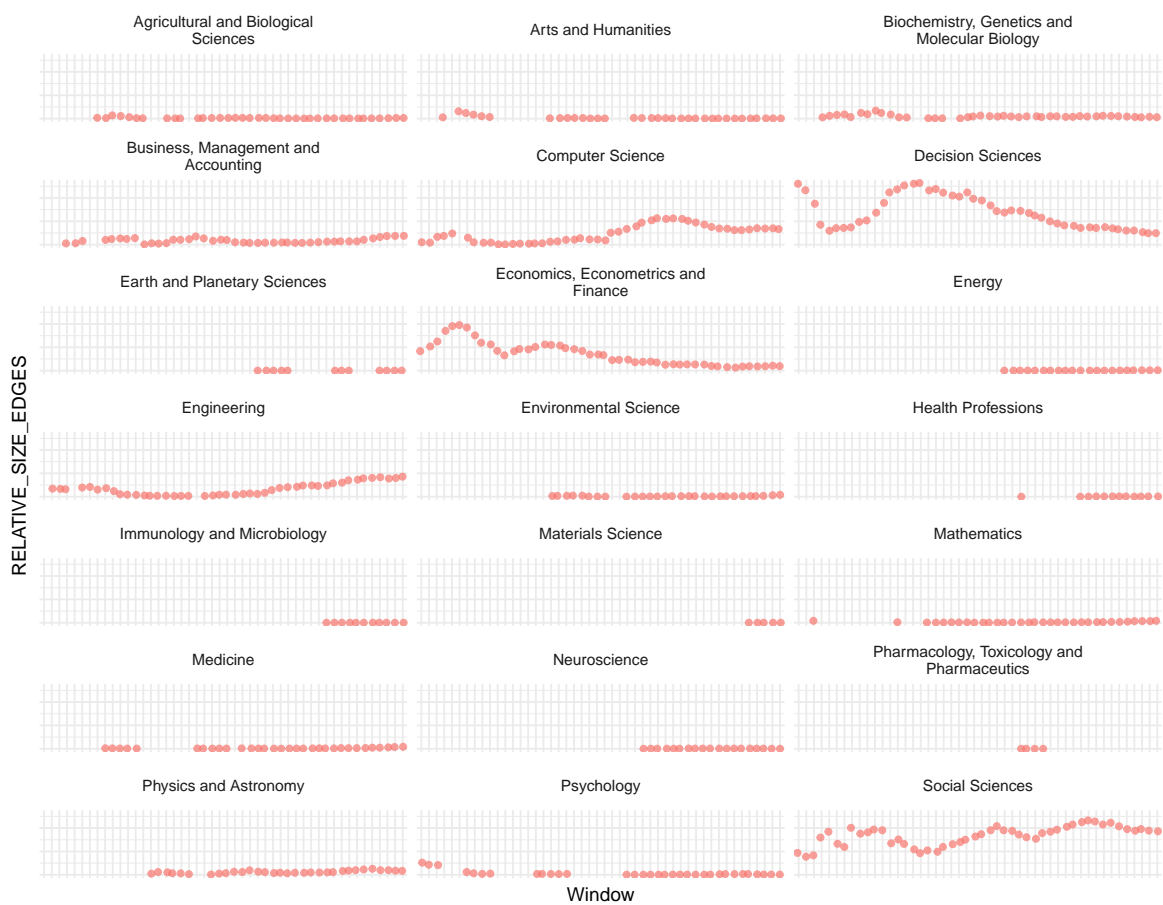 Agricultural and Biological
Sciences
Arts and Humanities
Biochemistry, Genetics and
Molecular Biology
Business, Management and
Accounting
Computer Science
Decision Sciences
Earth and Planetary Sciences
Economics, Econometrics and
Finance
Energy
Engineering
Environmental Science
Health Professions
Immunology and Microbiology
Materials Science
Mathematics
Medicine
Neuroscience
Pharmacology, Toxicology and
Pharmaceutics
Physics and Astronomy
Psychology
Social Sciences
RELATIVE_SIZE_EDGES
Window